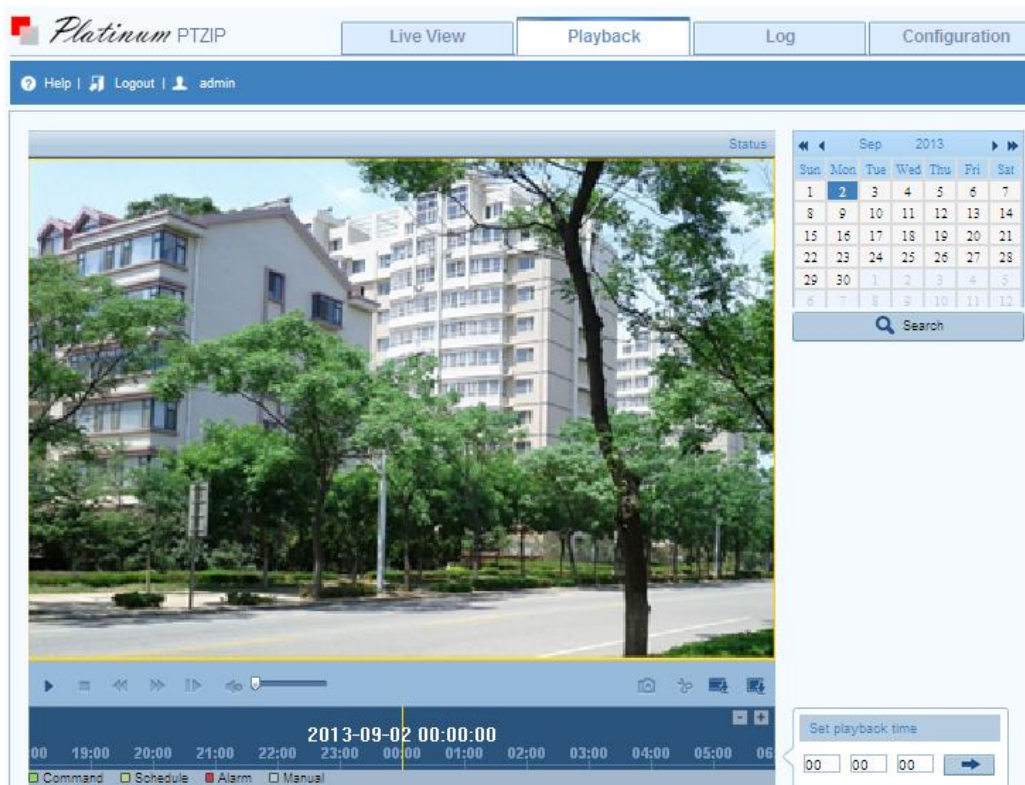 Platinum PTZIP
Live View Playback Log Configuration
Help | Logout | admin
Status
Sep 2013
Sun Mon Tue Wed Thu Fri Sat
1 2 3 4 5 6 7
8 9 10 11 12 13 14
15 16 17 18 19 20 21
22 23 24 25 26 27 28
29 30 1 2 3 4 5
6 7 8 9 10 11 12
Search
2013-09-02 00:00:00
:00 19:00 20:00 21:00 22:00 23:00 00:00 01:00 02:00 03:00 04:00 05:00 06
Command Schedule Alarm Manual
Set playback time
00 00 00